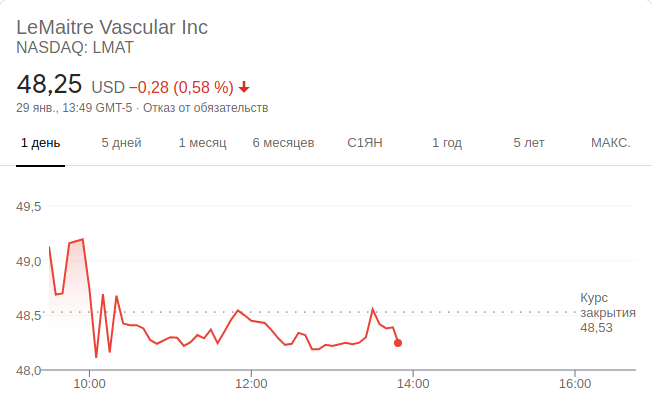 LeMaitre Vascular Inc
NASDAQ: LMAT
48,25 USD −0,28 (0,58 %)
29 янв., 13:49 GMT-5 · Отказ от обязательств
1 день 5 дней 1 месяц 6 месяцев С1ЯН 1 год 5 лет МАКС.
49,5
49,0
48,5
48,0
Курс
закрытия
48,53
10:00 12:00 14:00 16:00